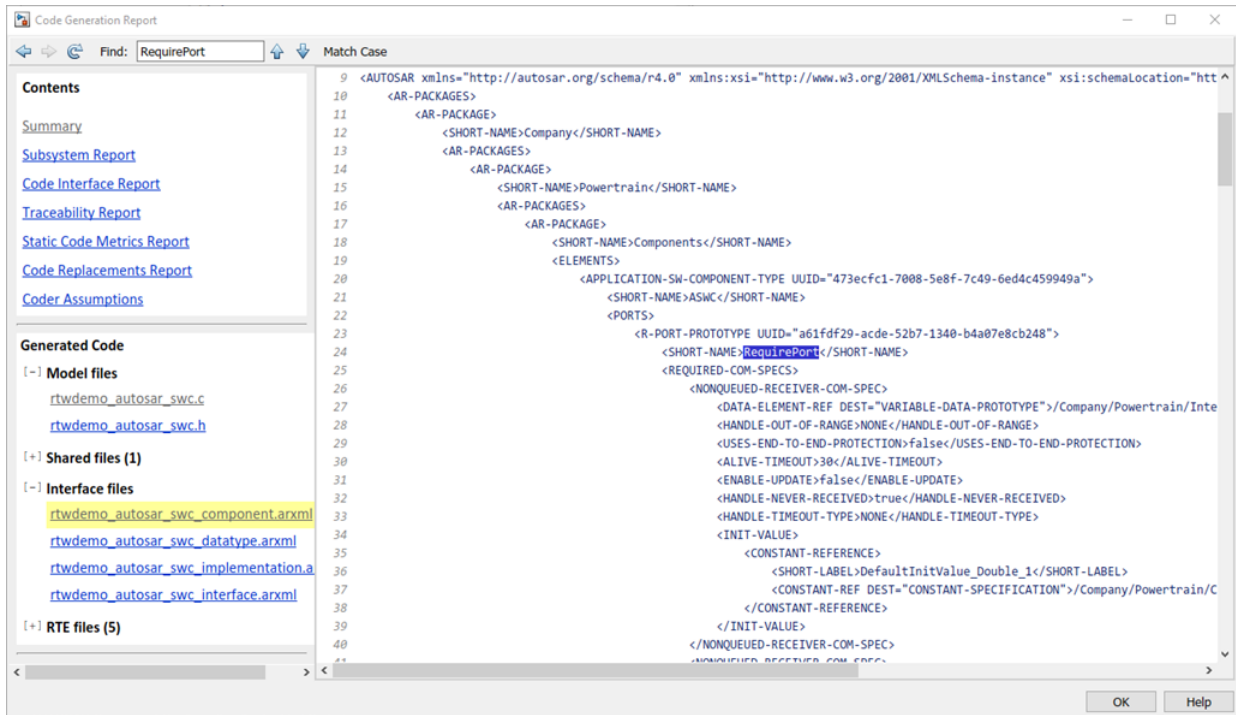 Code Generation Report
Find: RequirePort Match Case
Contents
Summary
Subsystem Report
Code Interface Report
Traceability Report
Static Code Metrics Report
Code Replacements Report
Coder Assumptions
Generated Code
[-] Model files
rtwdemo_autosar_swc.c
rtwdemo_autosar_swc.h
[+] Shared files (1)
[-] Interface files
rtwdemo_autosar_swc_component.arxml
rtwdemo_autosar_swc_datatype.arxml
rtwdemo_autosar_swc_implementation.a
rtwdemo_autosar_swc_interface.arxml
[+] RTE files (5)
9 <AUTOSAR xmlns="http://autosar.org/schema/r4.0" xmlns:xsi="http://www.w3.org/2001/XMLSchema-instance" xsi:schemaLocation="htt
10 <AR-PACKAGES>
11 <AR-PACKAGE>
12 <SHORT-NAME>Company</SHORT-NAME>
13 <AR-PACKAGES>
14 <AR-PACKAGE>
15 <SHORT-NAME>Powertrain</SHORT-NAME>
16 <AR-PACKAGES>
17 <AR-PACKAGE>
18 <SHORT-NAME>Components</SHORT-NAME>
19 <ELEMENTS>
20 <APPLICATION-SW-COMPONENT-TYPE UUID="473ecfc1-7008-5e8f-7c49-6ed4c459949a">
21 <SHORT-NAME>ASWC</SHORT-NAME>
22 <PORTS>
23 <R-PORT-PROTOTYPE UUID="a61fdf29-acde-52b7-1340-b4a07e8cb248">
24 <SHORT-NAME>RequirePort</SHORT-NAME>
25 <REQUIRED-COM-SPECS>
26 <NONQUEUED-RECEIVER-COM-SPEC>
27 <DATA-ELEMENT-REF DEST="VARIABLE-DATA-PROTOTYPE">/Company/Powertrain/Inte
28 <HANDLE-OUT-OF-RANGE>NONE</HANDLE-OUT-OF-RANGE>
29 <USES-END-TO-END-PROTECTION>false</USES-END-TO-END-PROTECTION>
30 <ALIVE-TIMEOUT>30</ALIVE-TIMEOUT>
31 <ENABLE-UPDATE>false</ENABLE-UPDATE>
32 <HANDLE-NEVER-RECEIVED>true</HANDLE-NEVER-RECEIVED>
33 <HANDLE-TIMEOUT-TYPE>NONE</HANDLE-TIMEOUT-TYPE>
34 <INIT-VALUE>
35 <CONSTANT-REFERENCE>
36 <SHORT-LABEL>DefaultInitValue_Double_1</SHORT-LABEL>
37 <CONSTANT-REF DEST="CONSTANT-SPECIFICATION">/Company/Powertrain/C
38 </CONSTANT-REFERENCE>
39 </INIT-VALUE>
40 </NONQUEUED-RECEIVER-COM-SPEC>
41 <NONQUEUED-RECEIVER-COM-SPEC>
OK Help